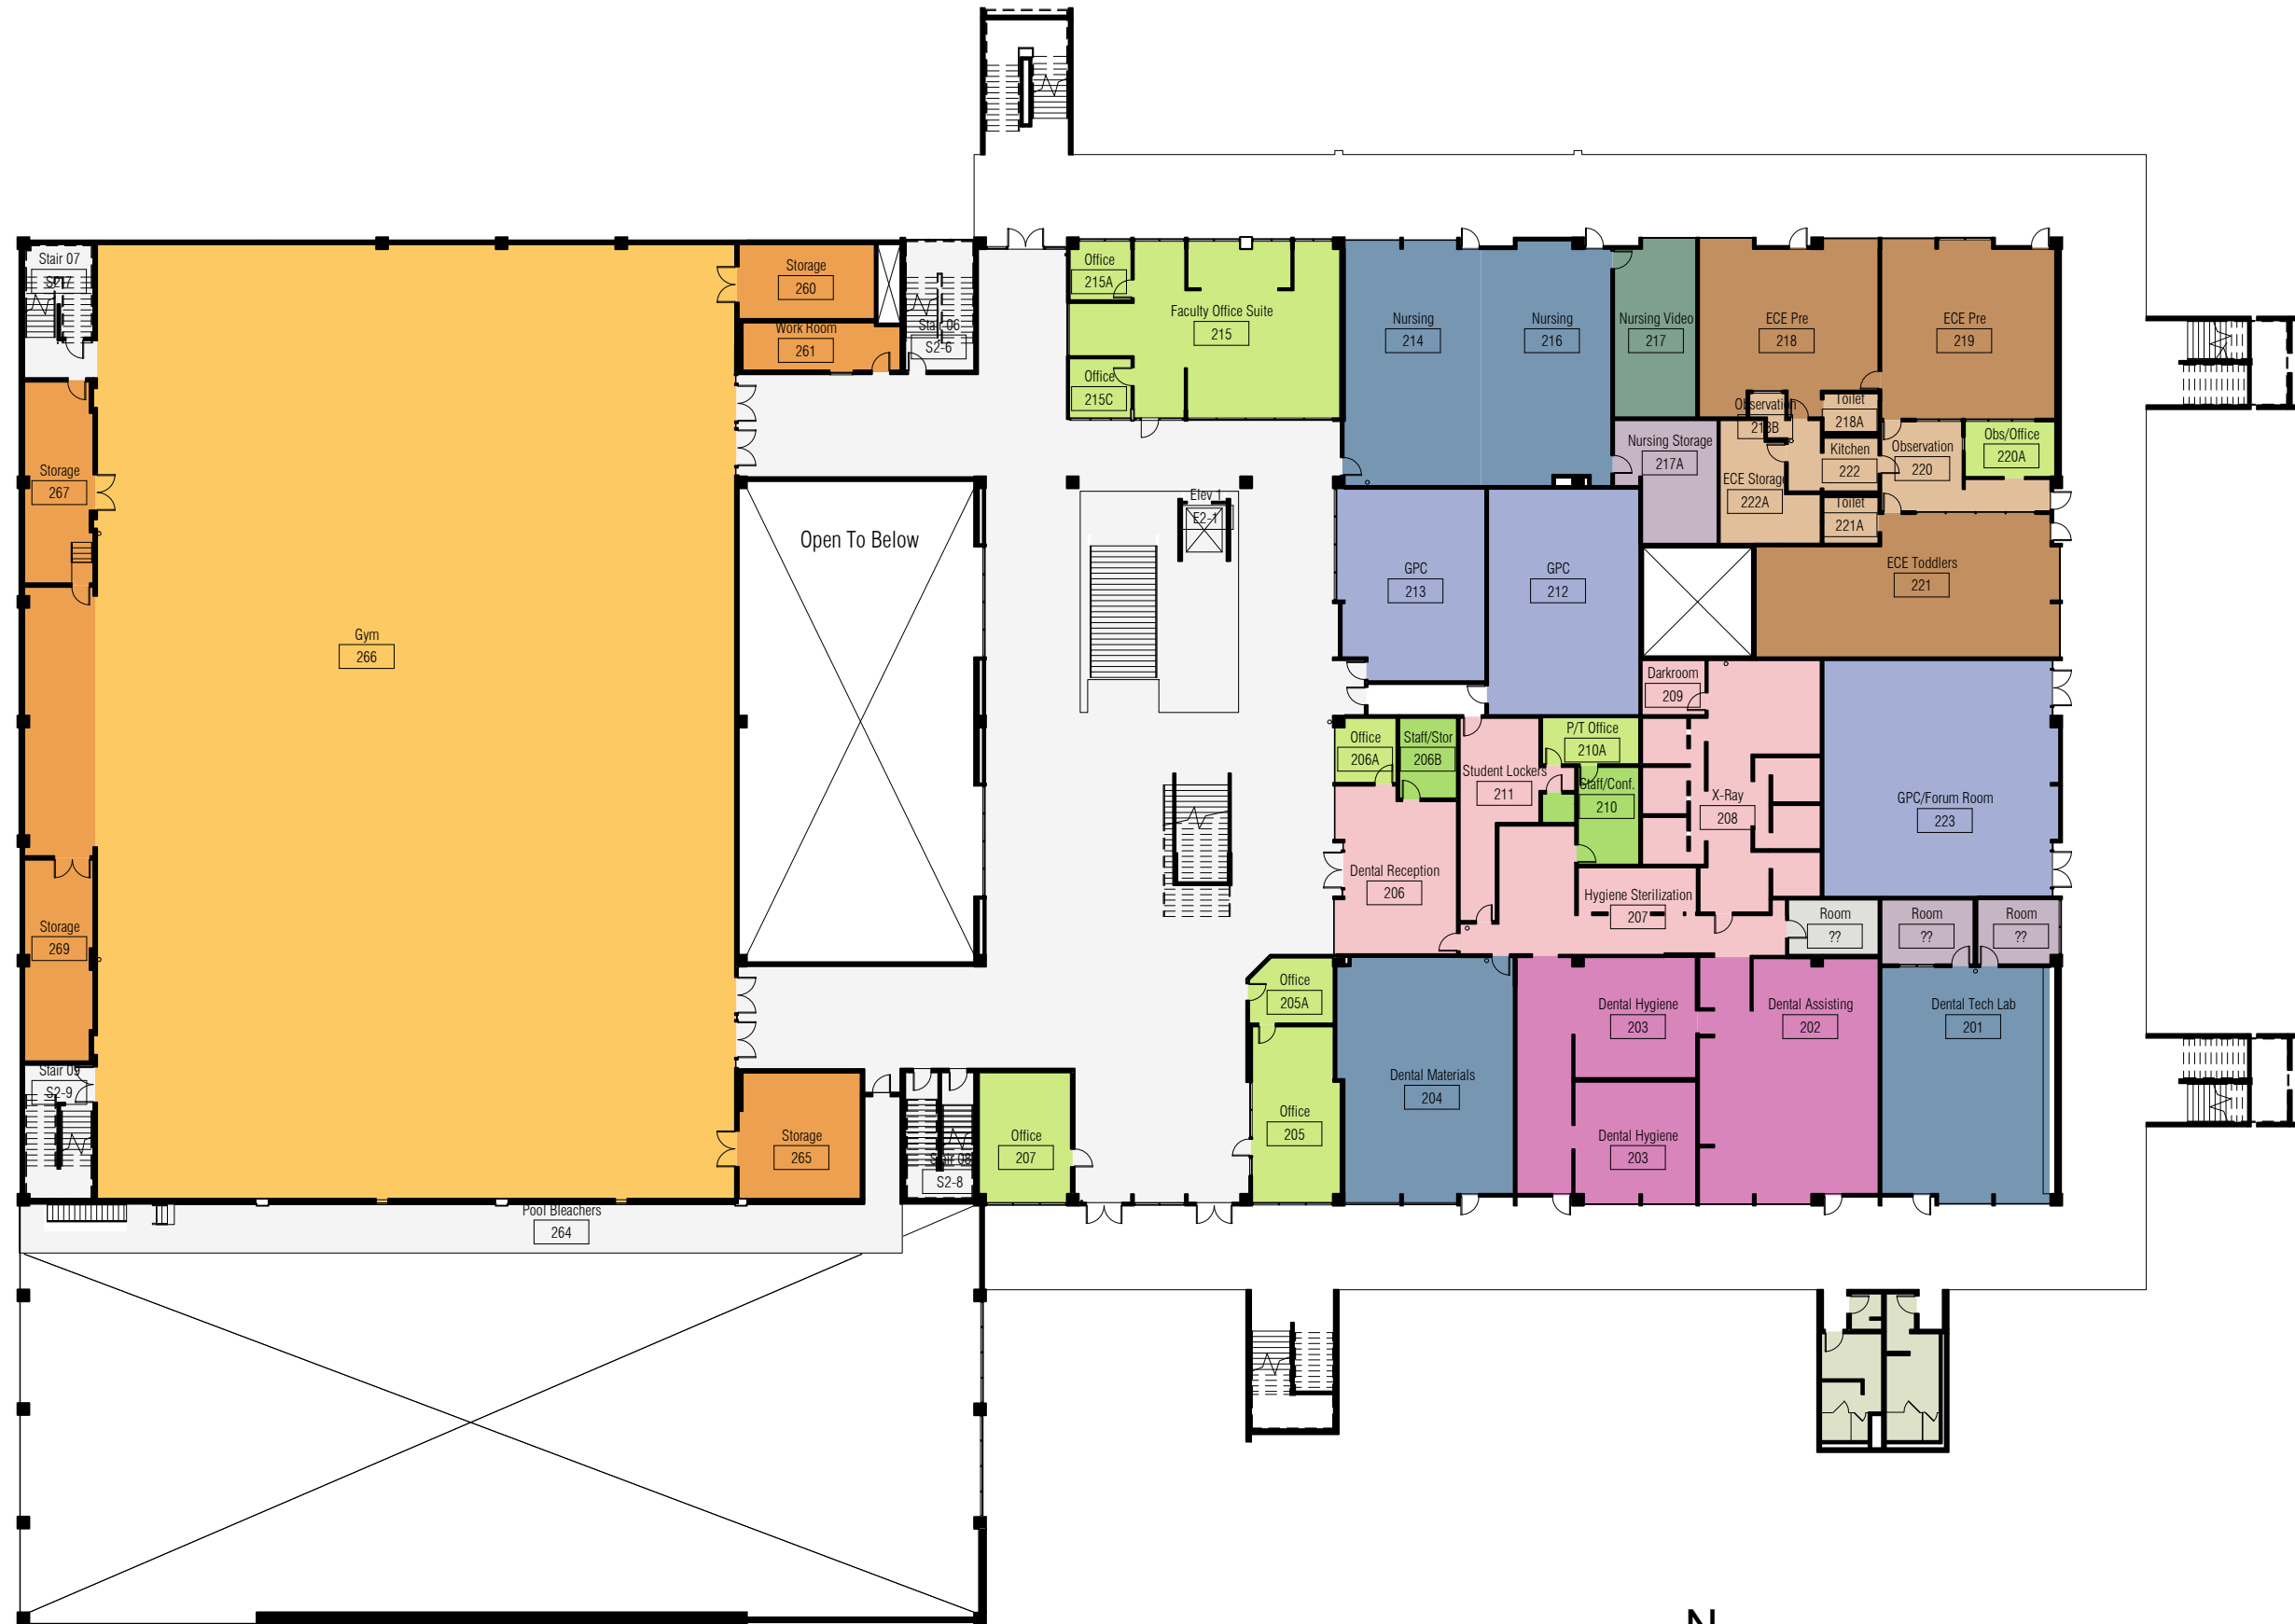 Stair 07
Storage
260
Work Room
261
Stair 06
S2-6
Office
215A
Faculty Office Suite
215
Office
215C
Nursing
214
Nursing
216
Nursing Video
217
ECE Pre
218
ECE Pre
219
Observation
218B
Toilet
218A
Nursing Storage
217A
ECE Storage
222A
Kitchen
222
Observation
220
Obs/Office
220A
Toilet
221A
Storage
267
Elev 1
E2-1
Open To Below
GPC
213
GPC
212
ECE Toddlers
221
Gym
266
Darkroom
209
Office
206A
Staff/Stor
206B
P/T Office
210A
Student Lockers
211
Staff/Conf.
210
X-Ray
208
GPC/Forum Room
223
Dental Reception
206
Hygiene Sterilization
207
Room
??
Room
??
Room
??
Storage
269
Office
205A
Dental Hygiene
203
Dental Assisting
202
Dental Tech Lab
201
Stair 09
S2-9
Dental Materials
204
Storage
265
Stair 08
S2-8
Office
207
Office
205
Dental Hygiene
203
Pool Bleachers
264
N